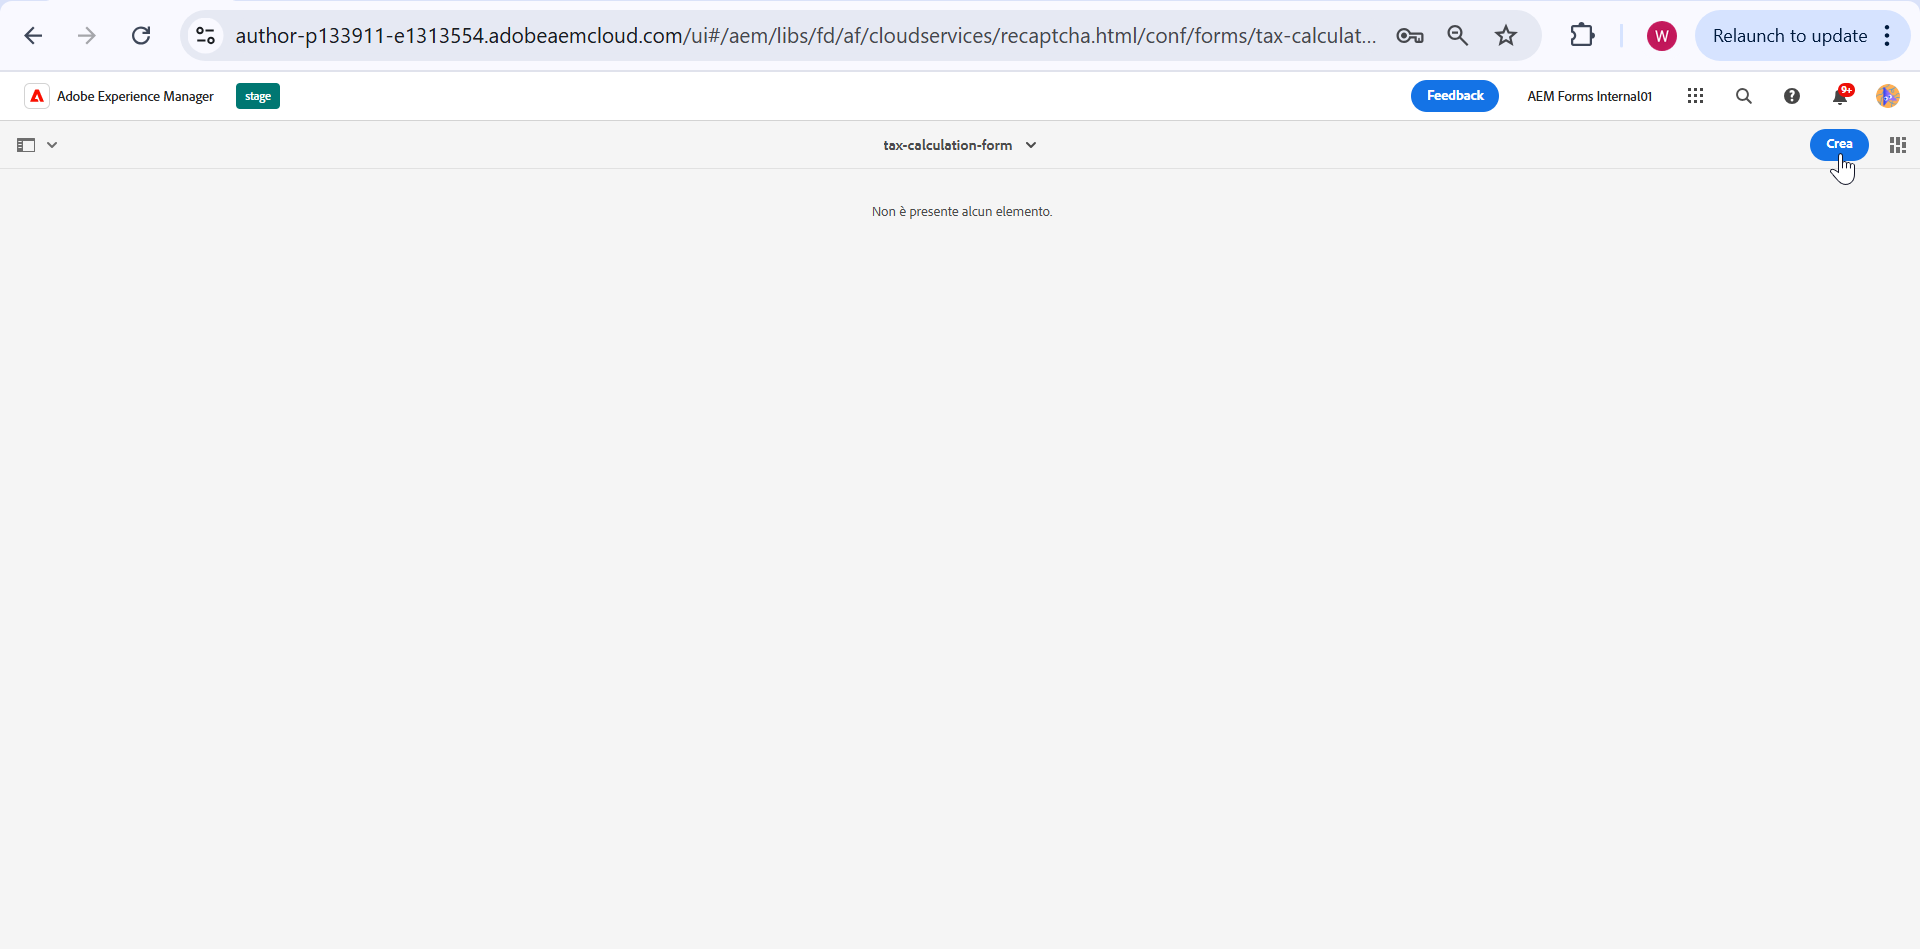 author-p133911-e1313554.adobeaemcloud.com/ui#/aem/libs/fd/af/cloudservices/recaptcha.html/conf/forms/tax-calculat...
W
Relaunch to update
Adobe Experience Manager
stage
Feedback
AEM Forms Internal01
9+
tax-calculation-form
Crea
Non è presente alcun elemento.